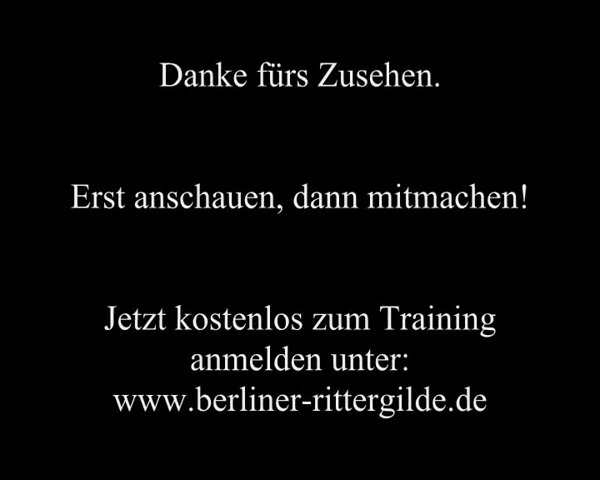 Danke fürs Zusehen.
Erst anschauen, dann mitmachen!
Jetzt kostenlos zum Training
anmelden unter:
www.berliner-rittergilde.de